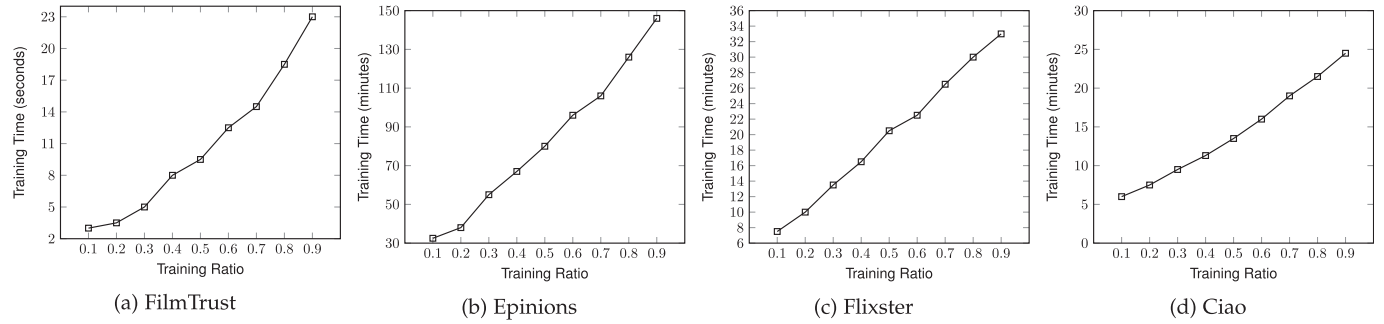 Training Time (seconds)
23
20
17
14
11
8
5
2
0.1 0.2 0.3 0.4 0.5 0.6 0.7 0.8 0.9
Training Ratio
(a) FilmTrust
Training Time (minutes)
150
130
110
90
70
50
30
0.1 0.2 0.3 0.4 0.5 0.6 0.7 0.8 0.9
Training Ratio
(b) Epinions
Training Time (minutes)
36
34
32
30
28
26
24
22
20
18
16
14
12
10
8
6
0.1 0.2 0.3 0.4 0.5 0.6 0.7 0.8 0.9
Training Ratio
(c) Flixster
Training Time (minutes)
30
25
20
15
10
5
0
0.1 0.2 0.3 0.4 0.5 0.6 0.7 0.8 0.9
Training Ratio
(d) Ciao